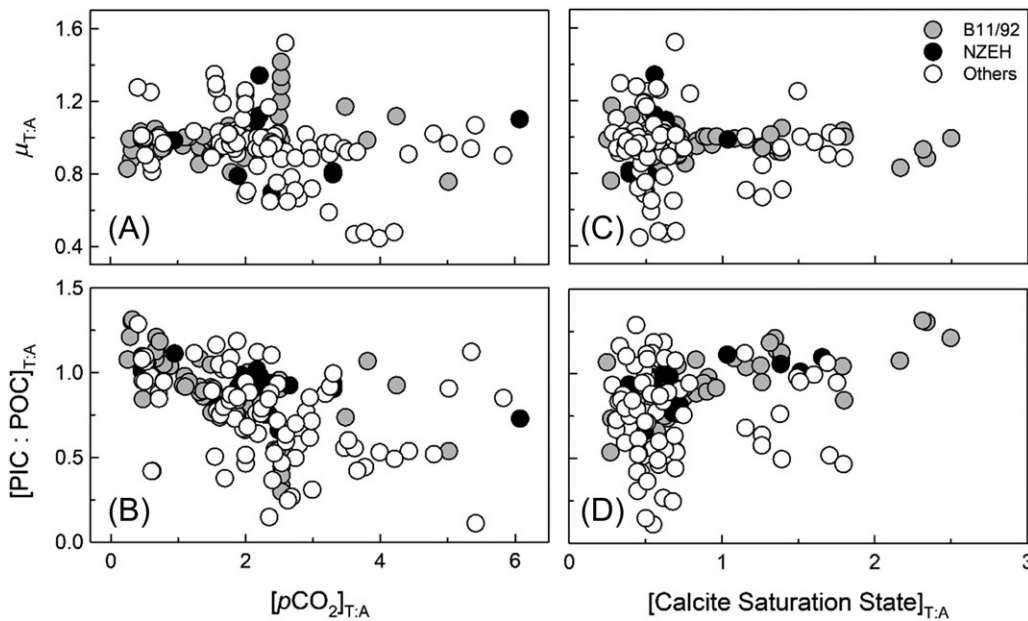 1.6
1.2
0.8
0.4
μT:A
(A)
B11/92
NZEH
Others
(C)
1.5
1.0
0.5
0.0
[PIC : POC]T:A
(B)
(D)
0 2 4 6
0 1 2 3
[pCO2]T:A
[Calcite Saturation State]T:A